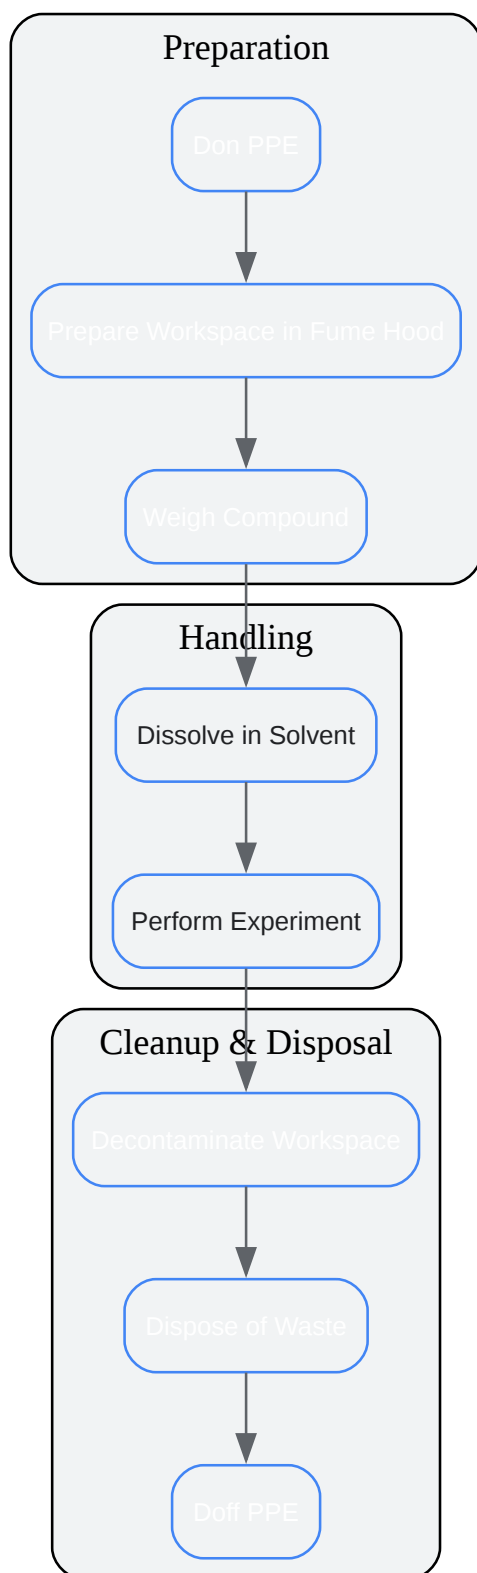 Preparation
Don PPE
Prepare Workspace in Fume Hood
Weigh Compound
Handling
Dissolve in Solvent
Perform Experiment
Cleanup & Disposal
Decontaminate Workspace
Dispose of Waste
Doff PPE